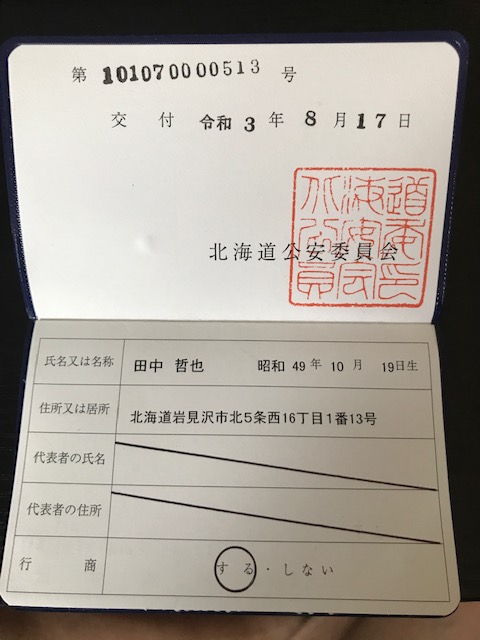 第 101070000513 号
交 付 令和 3 年 8 月 17 日
北海道公安委員会
氏名又は名称 田中 哲也 昭和 49 年 10 月 19 日生
住所又は居所 北海道岩見沢市北5条西16丁目1番13号
代表者の氏名
代表者の住所
行 商 する・しない